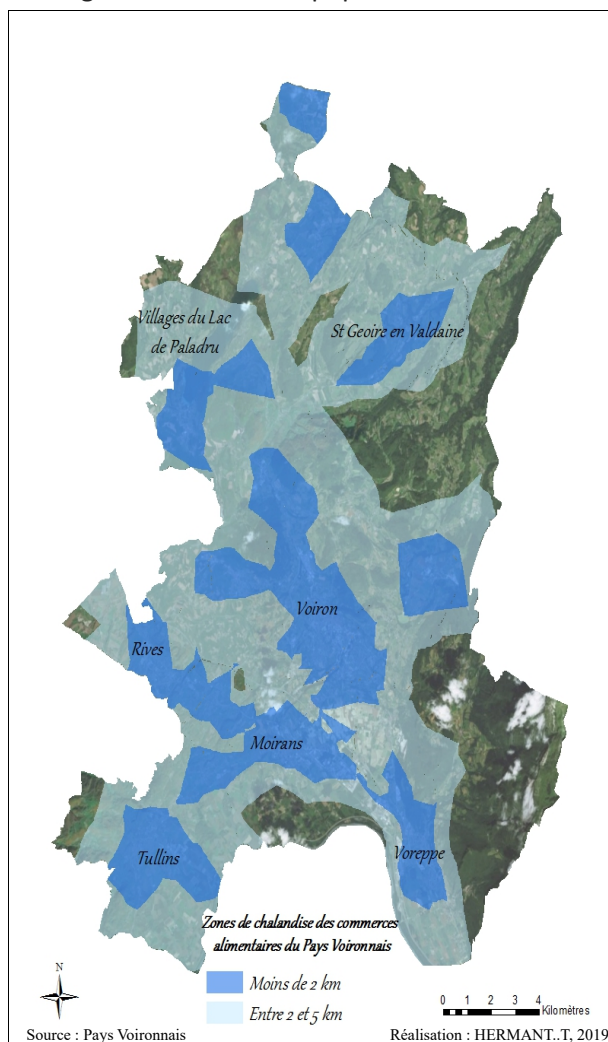 Villages du Lac
de Paladru
St Geoire en Valdaine
Voiron
Rives
Moirans
Tullins
Voreppe
Zones de chalandise des commerces
alimentaires du Pays Voironnais
Moins de 2 km
Entre 2 et 5 km
N
0 1 2 3 4
Kilomètres
Source : Pays Voironnais
Réalisation : HERMANT..T, 2019